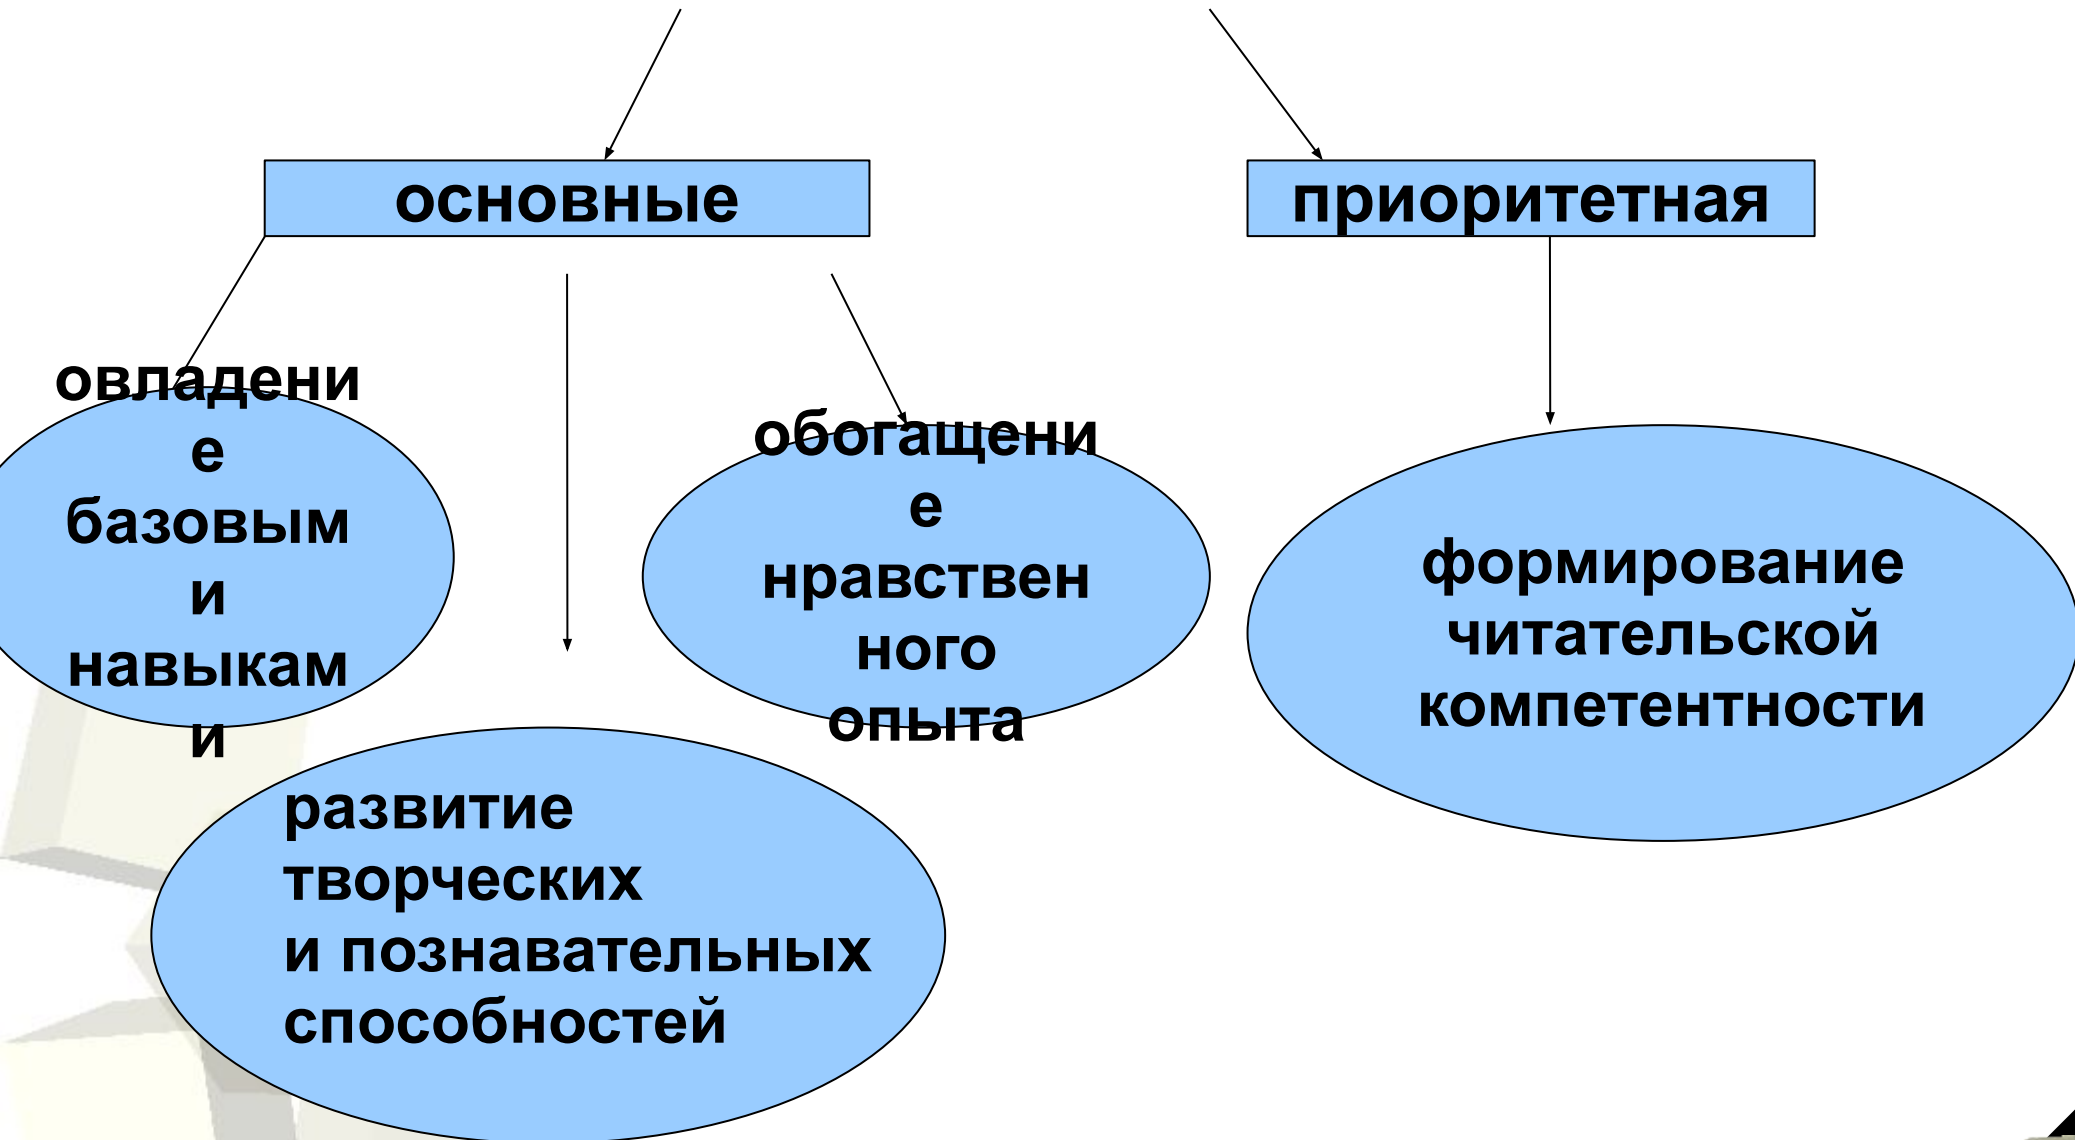 основные
приоритетная
овладени
е
базовым
и
навыкам
и
обогащени
е
нравствен
ного
опыта
формирование
читательской
компетентности
развитие
творческих
и познавательных
способностей